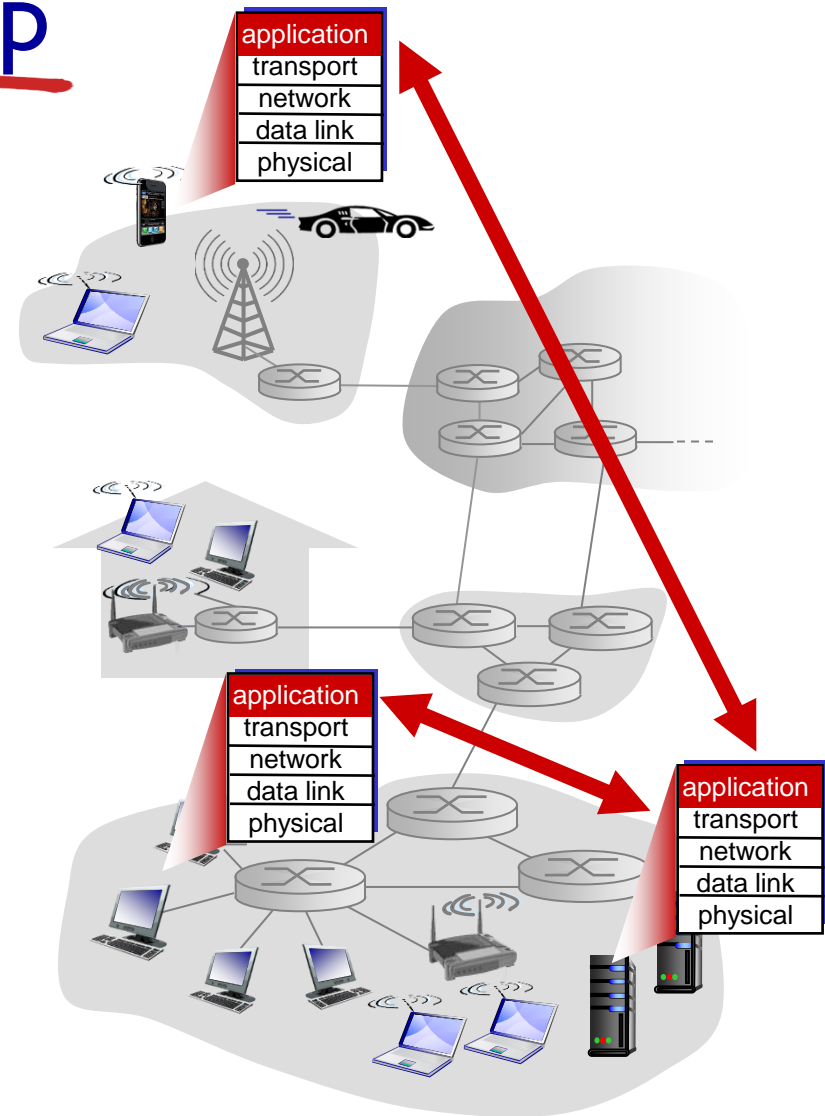 p
application
transport
network
data link
physical
application
transport
network
data link
physical
application
transport
network
data link
physical